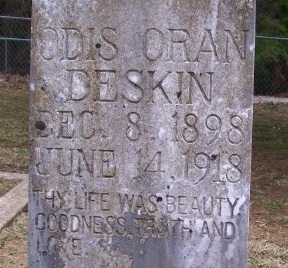 ODIS ORAN
DESKIN
DEC. 8, 1898
JUNE 14, 1918
THY LIFE WAS BEAUTY,
GOODNESS, TRUTH AND
LOVE.